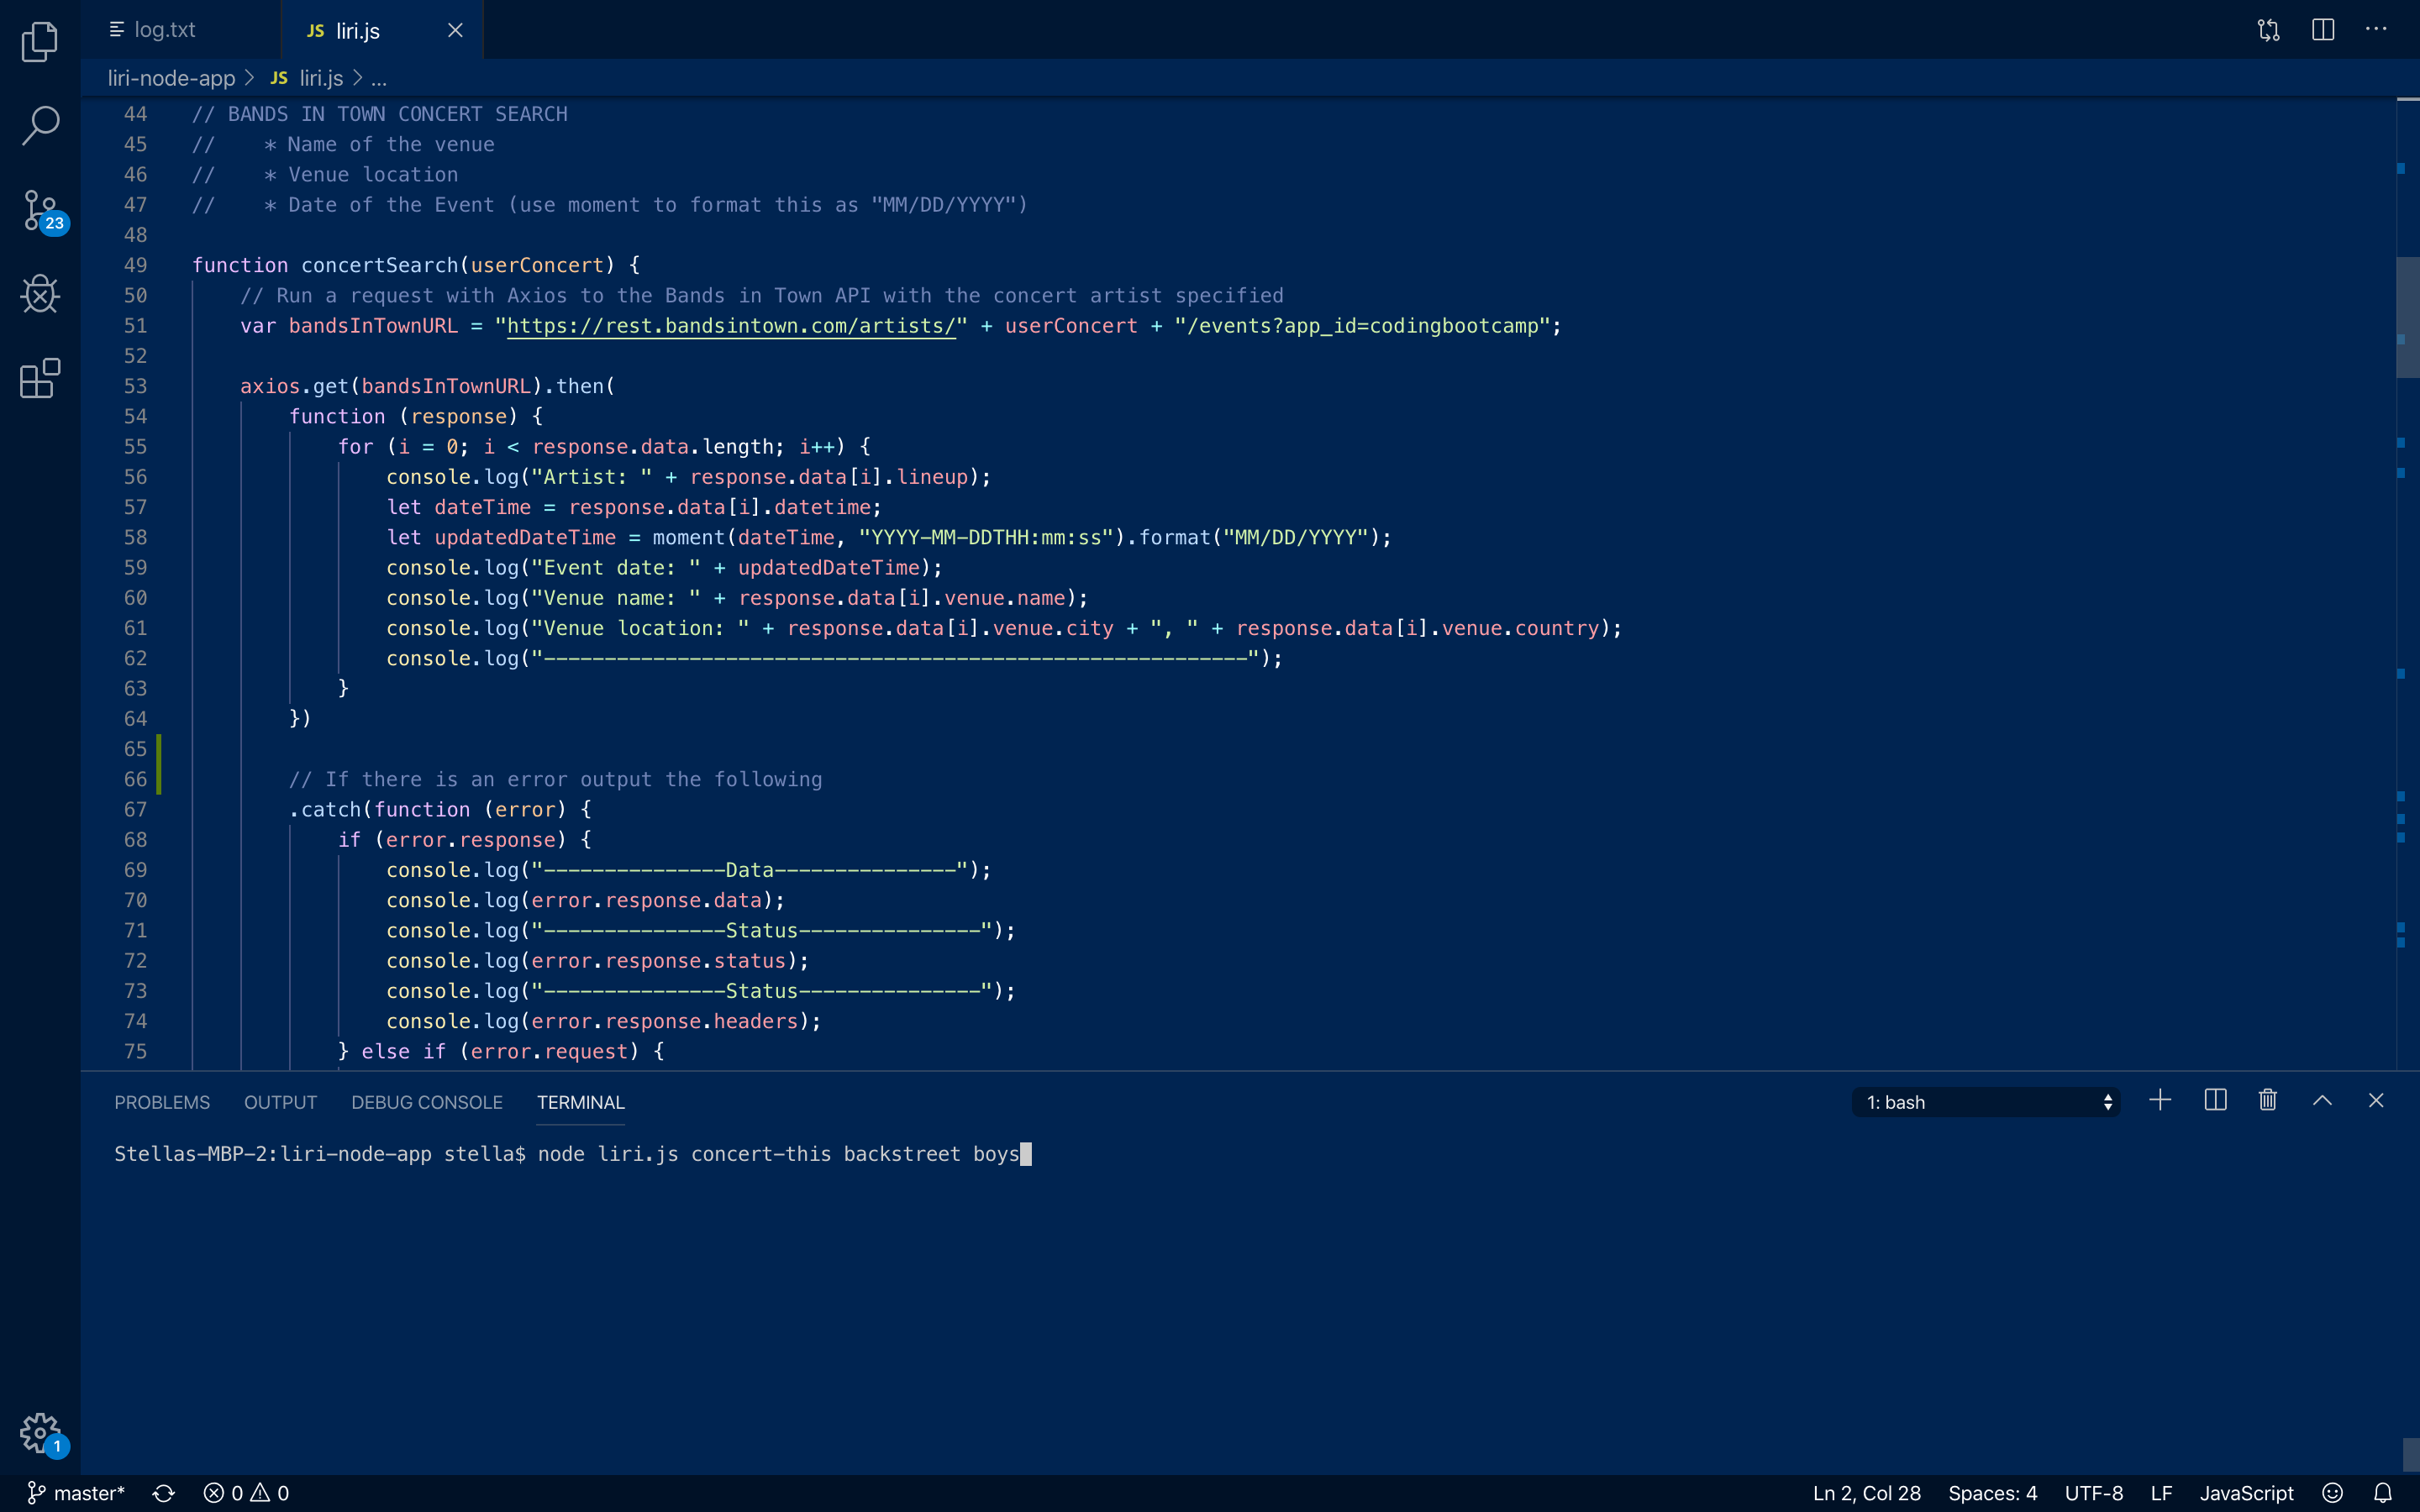 log.txt
JS liri.js
liri-node-app > JS liri.js > ...
44 // BANDS IN TOWN CONCERT SEARCH
45 //    * Name of the venue
46 //    * Venue location
47 //    * Date of the Event (use moment to format this as "MM/DD/YYYY")
48
49 function concertSearch(userConcert) {
50     // Run a request with Axios to the Bands in Town API with the concert artist specified
51     var bandsInTownURL = "https://rest.bandsintown.com/artists/" + userConcert + "/events?app_id=codingbootcamp";
52
53     axios.get(bandsInTownURL).then(
54         function (response) {
55             for (i = 0; i < response.data.length; i++) {
56                 console.log("Artist: " + response.data[i].lineup);
57                 let dateTime = response.data[i].datetime;
58                 let updatedDateTime = moment(dateTime, "YYYY-MM-DDTHH:mm:ss").format("MM/DD/YYYY");
59                 console.log("Event date: " + updatedDateTime);
60                 console.log("Venue name: " + response.data[i].venue.name);
61                 console.log("Venue location: " + response.data[i].venue.city + ", " + response.data[i].venue.country);
62                 console.log("----------------------------------------------------------");
63             }
64         })
65
66         // If there is an error output the following
67         .catch(function (error) {
68             if (error.response) {
69                 console.log("---------------Data---------------");
70                 console.log(error.response.data);
71                 console.log("---------------Status---------------");
72                 console.log(error.response.status);
73                 console.log("---------------Status---------------");
74                 console.log(error.response.headers);
75             } else if (error.request) {
23
PROBLEMS OUTPUT DEBUG CONSOLE TERMINAL 1: bash
Stellas-MBP-2:liri-node-app stella$ node liri.js concert-this backstreet boys
1
master* 0 0 Ln 2, Col 28 Spaces: 4 UTF-8 LF JavaScript